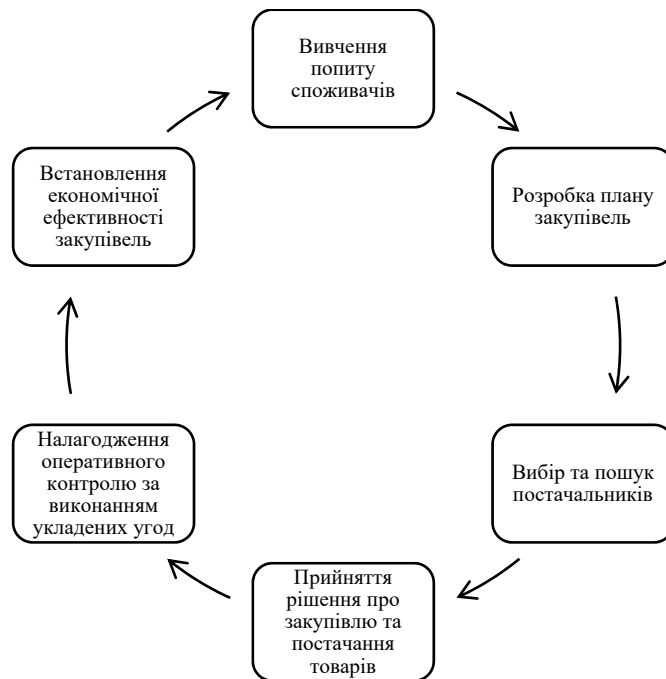 Вивчення
попиту
споживачів
Розробка плану
закупівель
Вибір та пошук
постачальників
Прийняття
рішення про
закупівлю та
постачання
товарів
Налагодження
оперативного
контролю за
виконанням
укладених угод
Встановлення
економічної
ефективності
закупівель